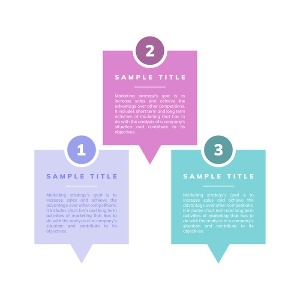 2
SAMPLE TITLE
Marketing strategy's goal is to
increase sales and achieve the
advantage over other competitions.
It includes short term and long term
activities of marketing that has to
do with the analysis of a company's
situation and contribed to its
objectives.
1
SAMPLE TITLE
Marketing strategy's goal is to
increase sales and achieve the
advantage over other competitions.
It includes short term and long term
activities of marketing that has to
do with the analysis of a company's
situation and contribed to its
objectives.
3
SAMPLE TITLE
Marketing strategy's goal is to
increase sales and achieve the
advantage over other competitions.
It includes short term and long term
activities of marketing that has to
do with the analysis of a company's
situation and contribed to its
objectives.